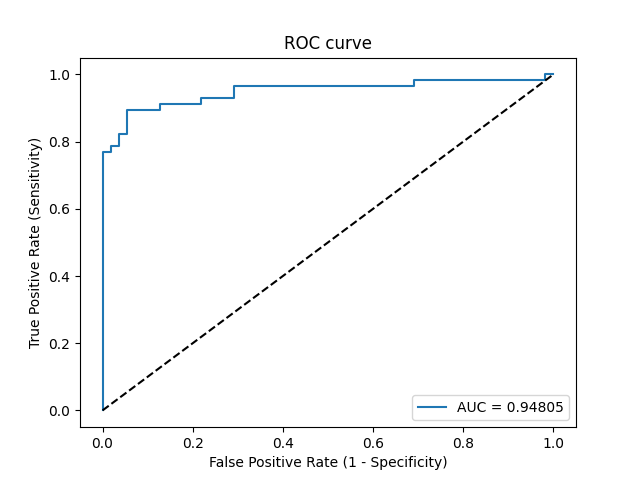 ROC curve
True Positive Rate (Sensitivity)
1.0
0.8
0.6
0.4
0.2
0.0
AUC = 0.94805
0.0 0.2 0.4 0.6 0.8 1.0
False Positive Rate (1 - Specificity)